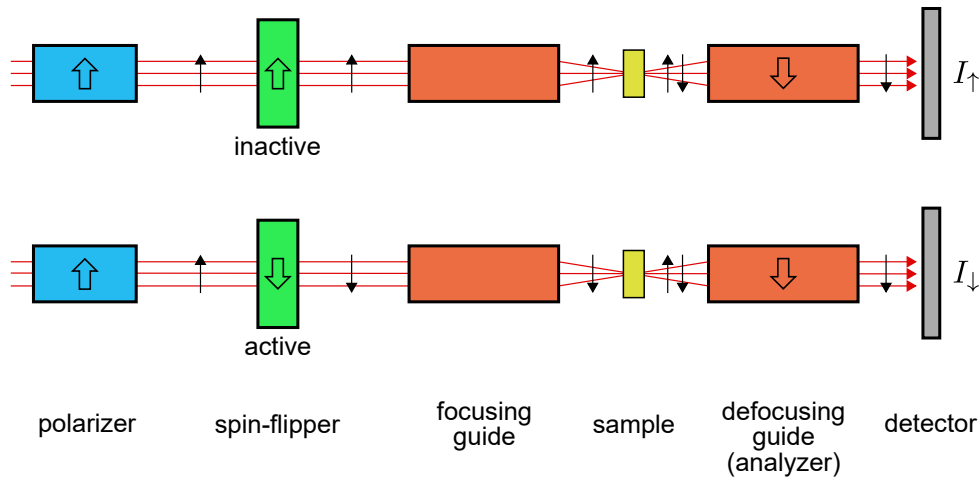 I↑
inactive
I↓
active
polarizer
spin-flipper
focusing
guide
sample
defocusing
guide
(analyzer)
detector